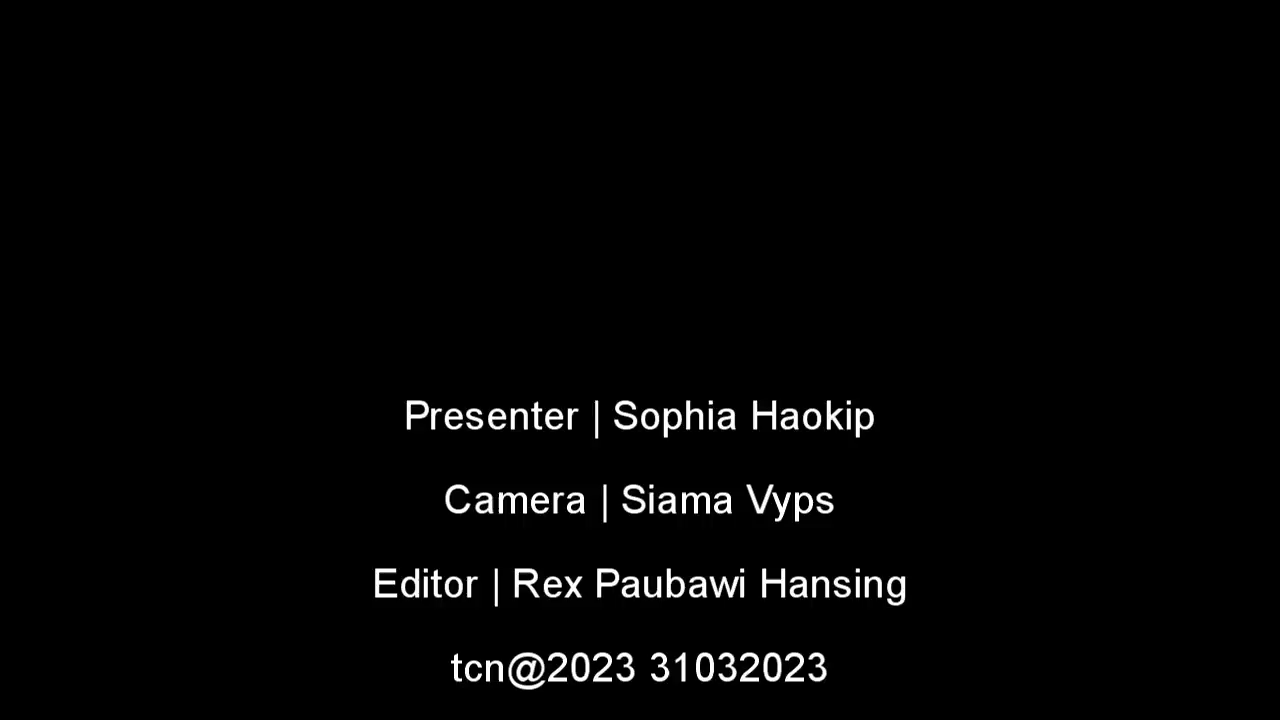 Presenter | Sophia Haokip
Camera | Siama Vyps
Editor | Rex Paubawi Hansing
tcn@2023 31032023